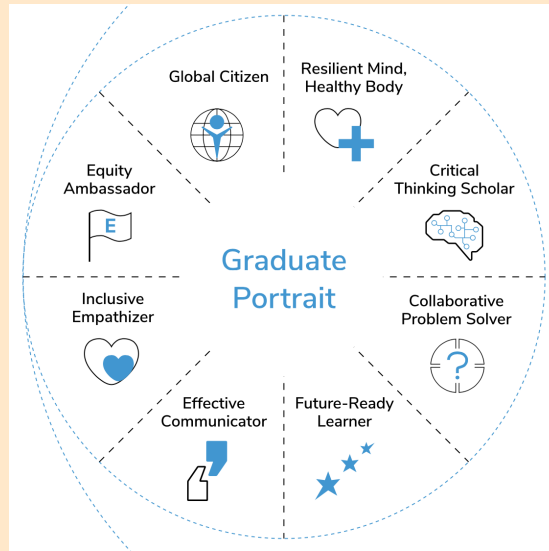 Global Citizen
Resilient Mind,
Healthy Body
Equity
Ambassador
E
Critical
Thinking Scholar
Graduate
Portrait
Inclusive
Empathizer
Collaborative
Problem Solver
?
Effective
Communicator
Future-Ready
Learner